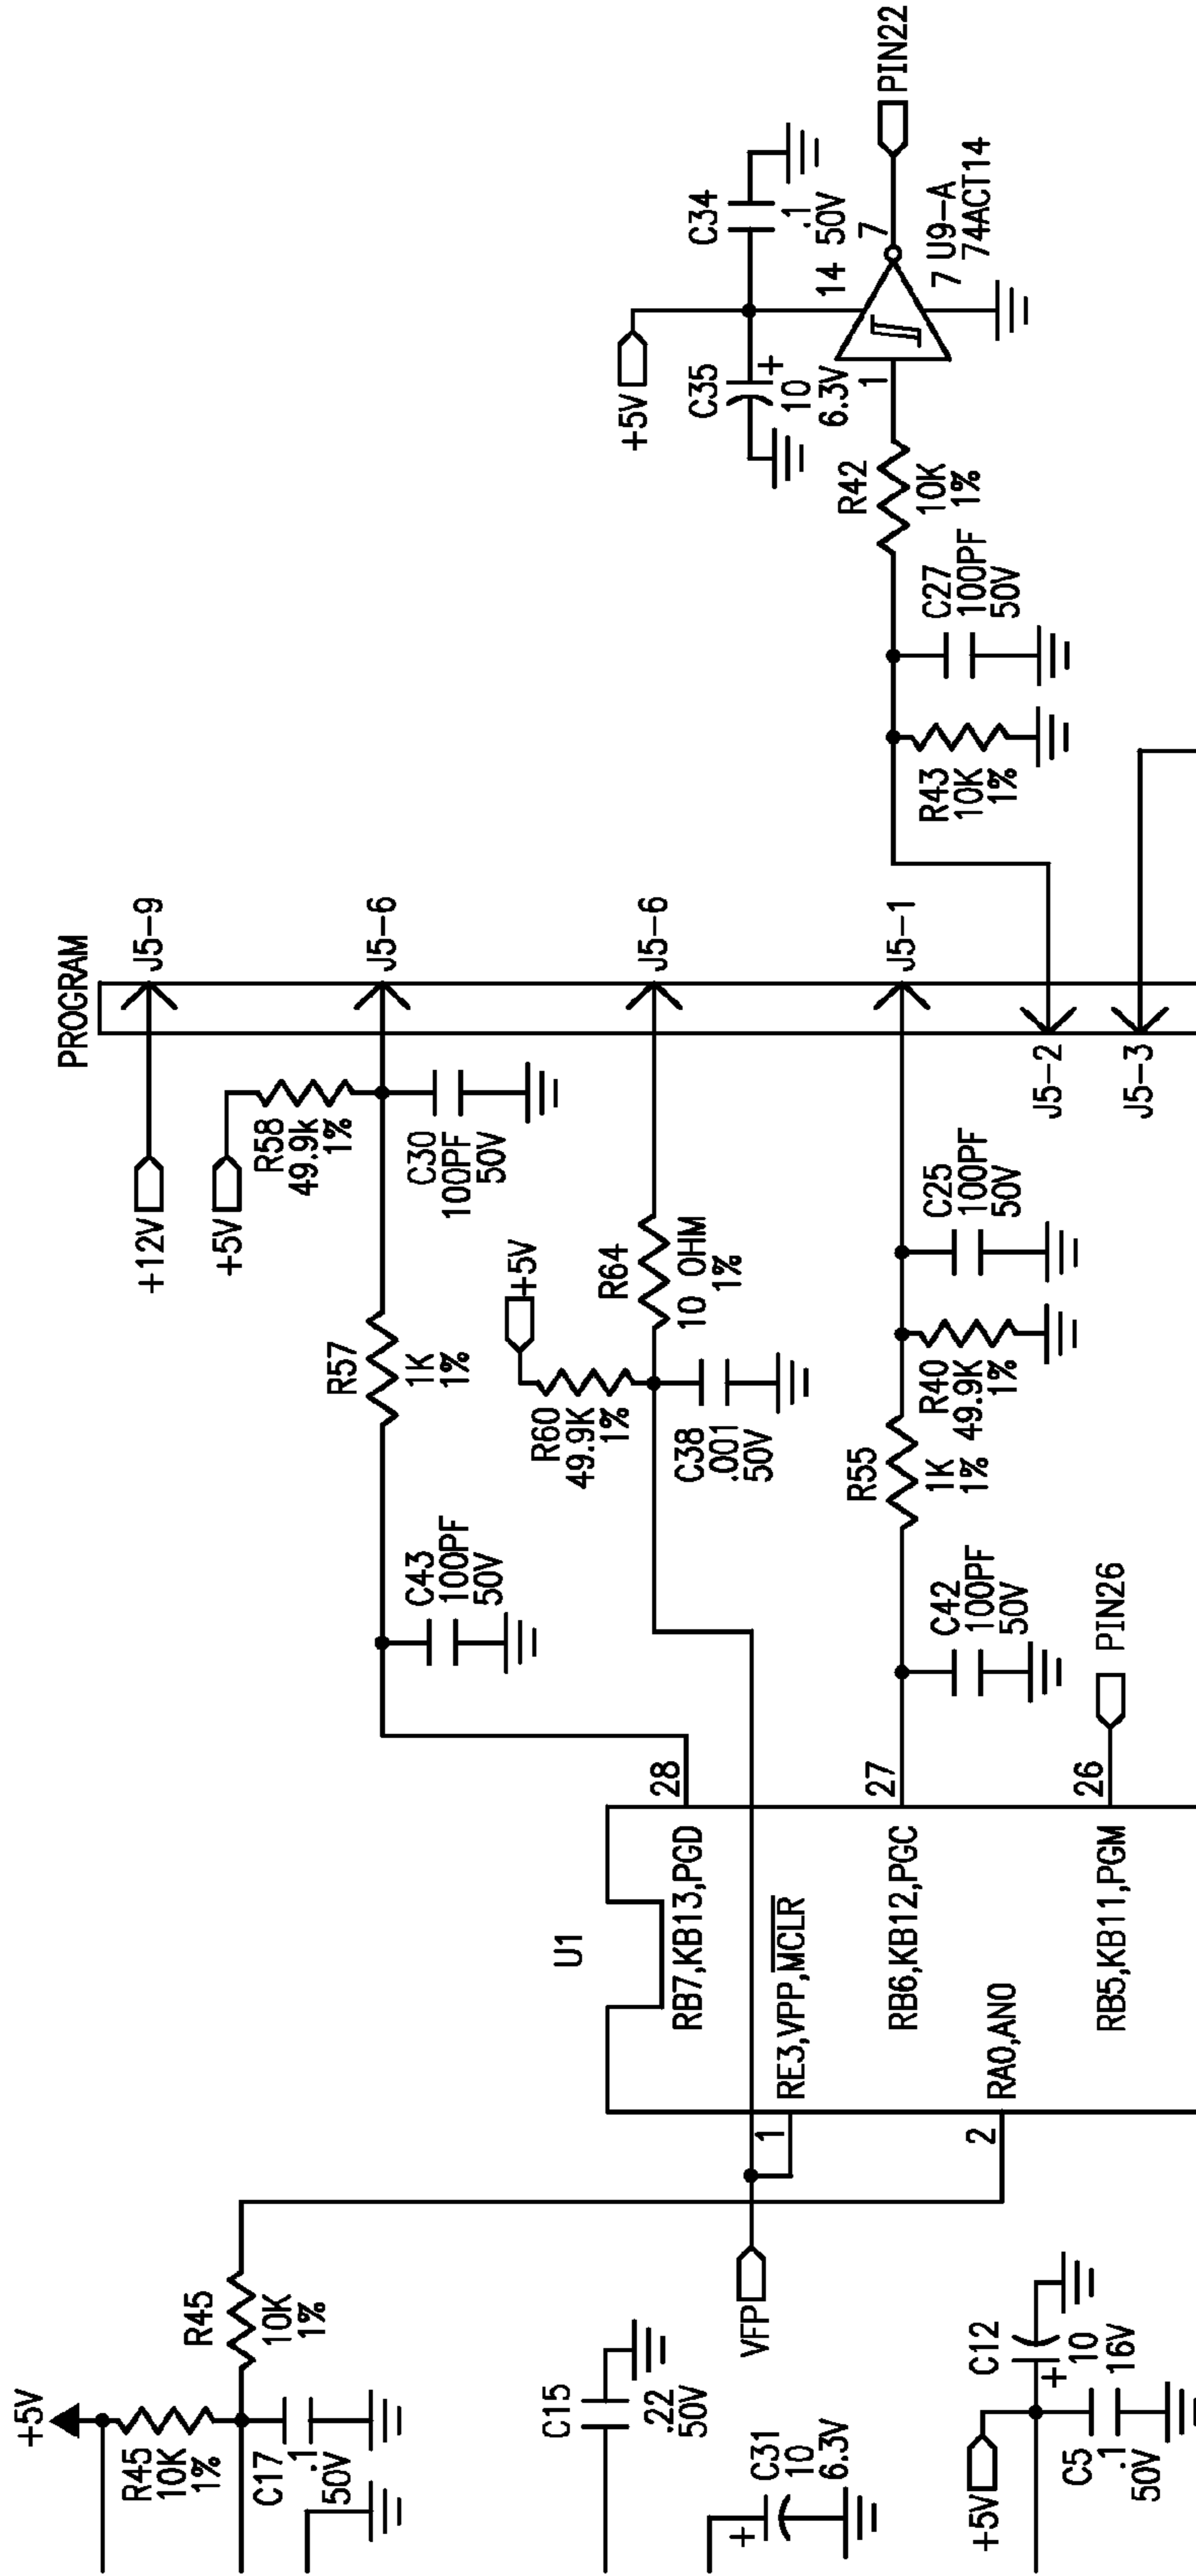 PROGRAM
+12V
J5-9
+5V
R58
49.9k
1%
J5-6
C30
100PF
50V
R57
1K
1%
C43
100PF
50V
+5V
R60
49.9K
1%
R64
10 OHM
1%
J5-6
C38
.001
50V
R55
1K
1%
R40
49.9K
1%
C25
100PF
50V
J5-1
C42
100PF
50V
J5-2
J5-3
+5V
C35
+
10
6.3V
C34
.1
50V
14
1
7
7
U9-A
74ACT14
PIN22
R42
10K
1%
C27
100PF
50V
R43
10K
1%
U1
28
RB7,KB13,PGD
1
RE3,VPP,MCLR
27
RB6,KB12,PGC
2
RA0,AN0
26
RB5,KB11,PGM
PIN26
+5V
R45
10K
1%
R45
10K
1%
C17
.1
50V
C15
.22
50V
VFP
C31
+
10
6.3V
+5V
C12
+
10
16V
C5
.1
50V